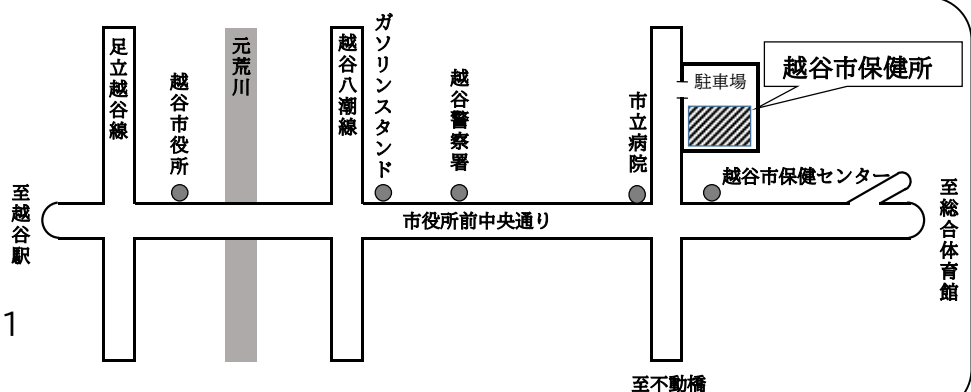 足立越谷線
越谷市役所
元荒川
越谷八潮線
ガソリンスタンド
越谷警察署
市立病院
駐車場
越谷市保健所
越谷市保健センター
至越谷駅
市役所前中央通り
至総合体育館
1
至不動橋